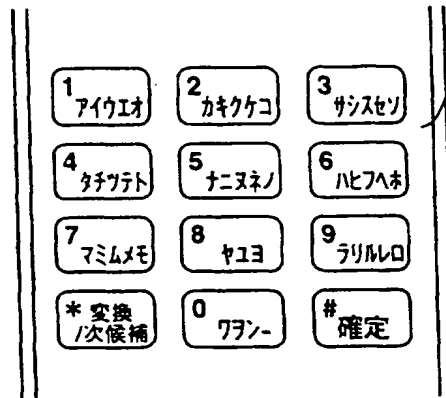 1 アイウエオ
2 カキクケコ
3 サシスセソ
4 タチツテト
5 ナニヌネノ
6 ハヒフヘホ
7 マミムメモ
8 ヤユヨ
9 ラリルレロ
* 変換
/次候補
0 ワヲンー
# 確定